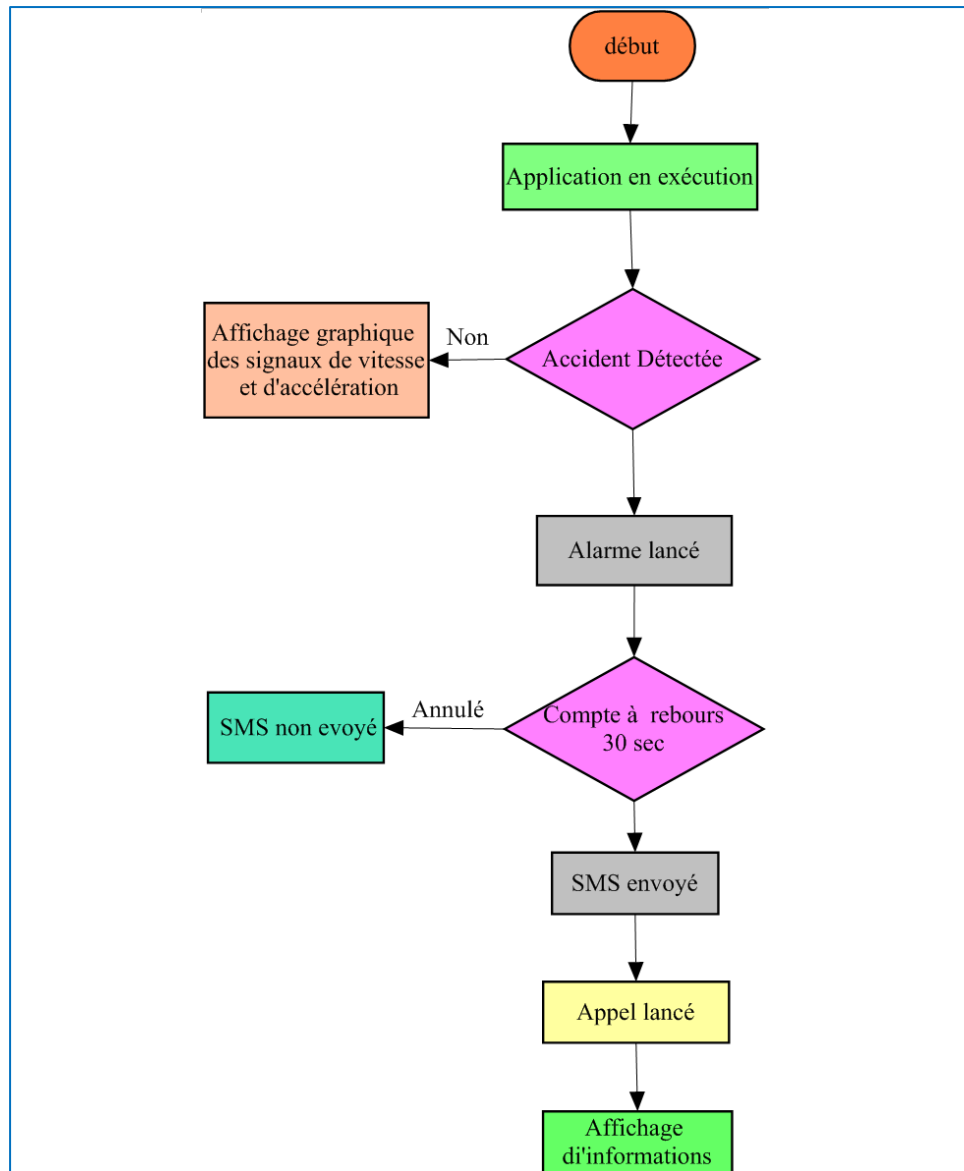 début
Application en exécution
Affichage graphique
des signaux de vitesse
et d'accélération
Non
Accident Détectée
Alarme lancé
SMS non evoyé
Annulé
Compte à rebours
30 sec
SMS envoyé
Appel lancé
Affichage
di'informations